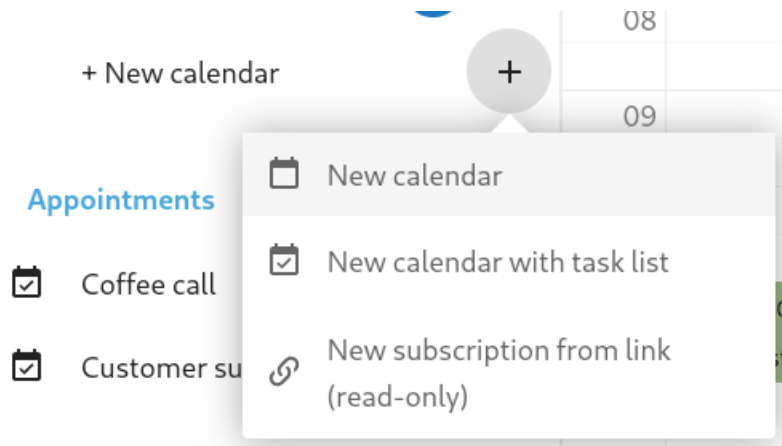 08
+ New calendar
+
09
New calendar
Appointments
New calendar with task list
Coffee call
New subscription from link
Customer su
(read-only)